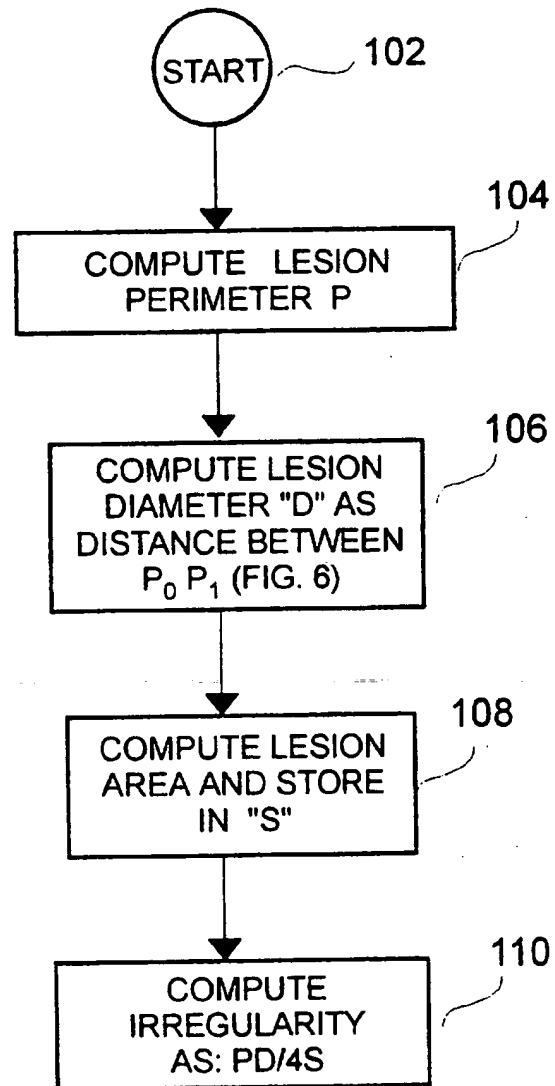 START
102
104
COMPUTE LESION
PERIMETER P
106
COMPUTE LESION
DIAMETER "D" AS
DISTANCE BETWEEN
P₀ P₁ (FIG. 6)
108
COMPUTE LESION
AREA AND STORE
IN "S"
110
COMPUTE
IRREGULARITY
AS: PD/4S